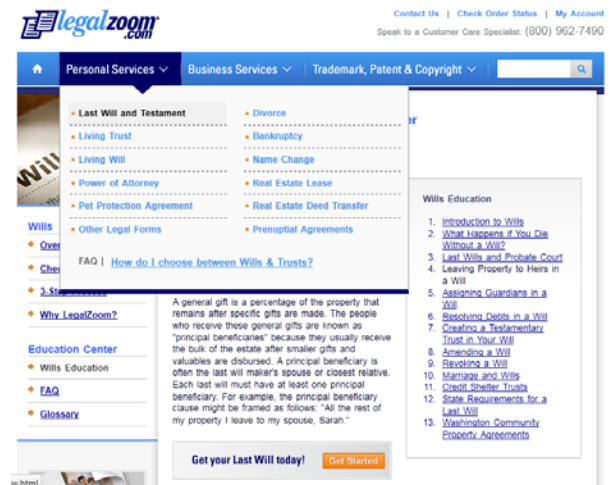 legalzoom.com
Contact Us | Check Order Status | My Account
Speak to a Customer Care Specialist: (800) 962-7490
Personal Services
Business Services
Trademark, Patent & Copyright
Last Will and Testament
Living Trust
Living Will
Power of Attorney
Pet Protection Agreement
Other Legal Forms
Divorce
Bankruptcy
Name Change
Real Estate Lease
Real Estate Deed Transfer
Prenuptial Agreements
FAQ | How do I choose between Wills & Trusts?
er
Will
Wills
Over
Che
3-Step Process
Why LegalZoom?
Education Center
Wills Education
FAQ
Glossary
A general gift is a percentage of the property that
remains after specific gifts are made. The people
who receive these general gifts are known as
"principal beneficiaries" because they usually receive
the bulk of the estate after smaller gifts and
valuables are disbursed. A principal beneficiary is
often the last will maker's spouse or closest relative.
Each last will must have at least one principal
beneficiary. For example, the principal beneficiary
clause might be framed as follows: "All the rest of
my property I leave to my spouse, Sarah."
Get your Last Will today!
Get Started
Wills Education
1. Introduction to Wills
2. What Happens if You Die
Without a Will?
3. Last Wills and Probate Court
4. Leaving Property to Heirs in
a Will
5. Assigning Guardians in a
Will
6. Resolving Debts in a Will
7. Creating a Testamentary
Trust in Your Will
8. Amending a Will
9. Revoking a Will
10. Marriage and Wills
11. Credit Shelter Trusts
12. State Requirements for a
Last Will
13. Washington Community
Property Agreements
w.html